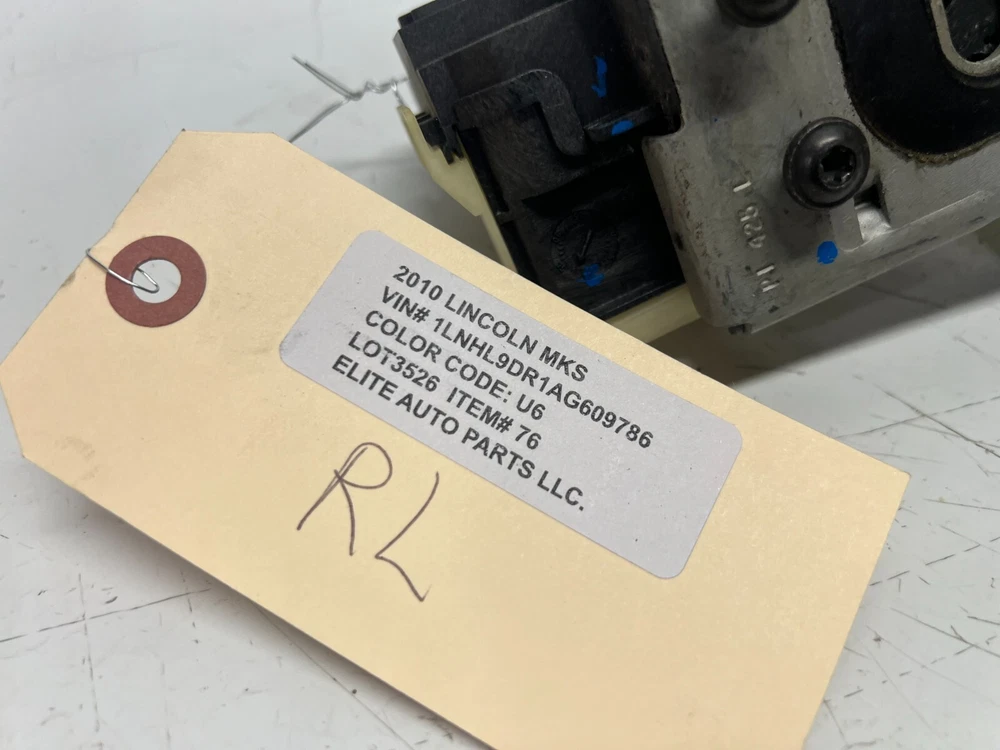 2010 LINCOLN MKS
VIN# 1LNHL9DR1AG609786
COLOR CODE: U6
LOT3526 ITEM# 76
ELITE AUTO PARTS LLC.
RL